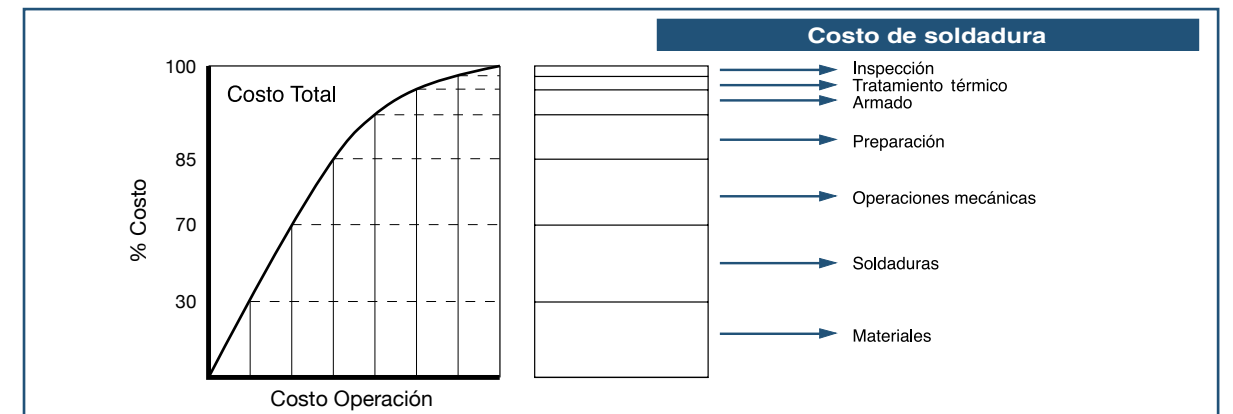 Costo de soldadura
100
Costo Total
85
70
30
% Costo
Costo Operación
Inspección
Tratamiento térmico
Armado
Preparación
Operaciones mecánicas
Soldaduras
Materiales